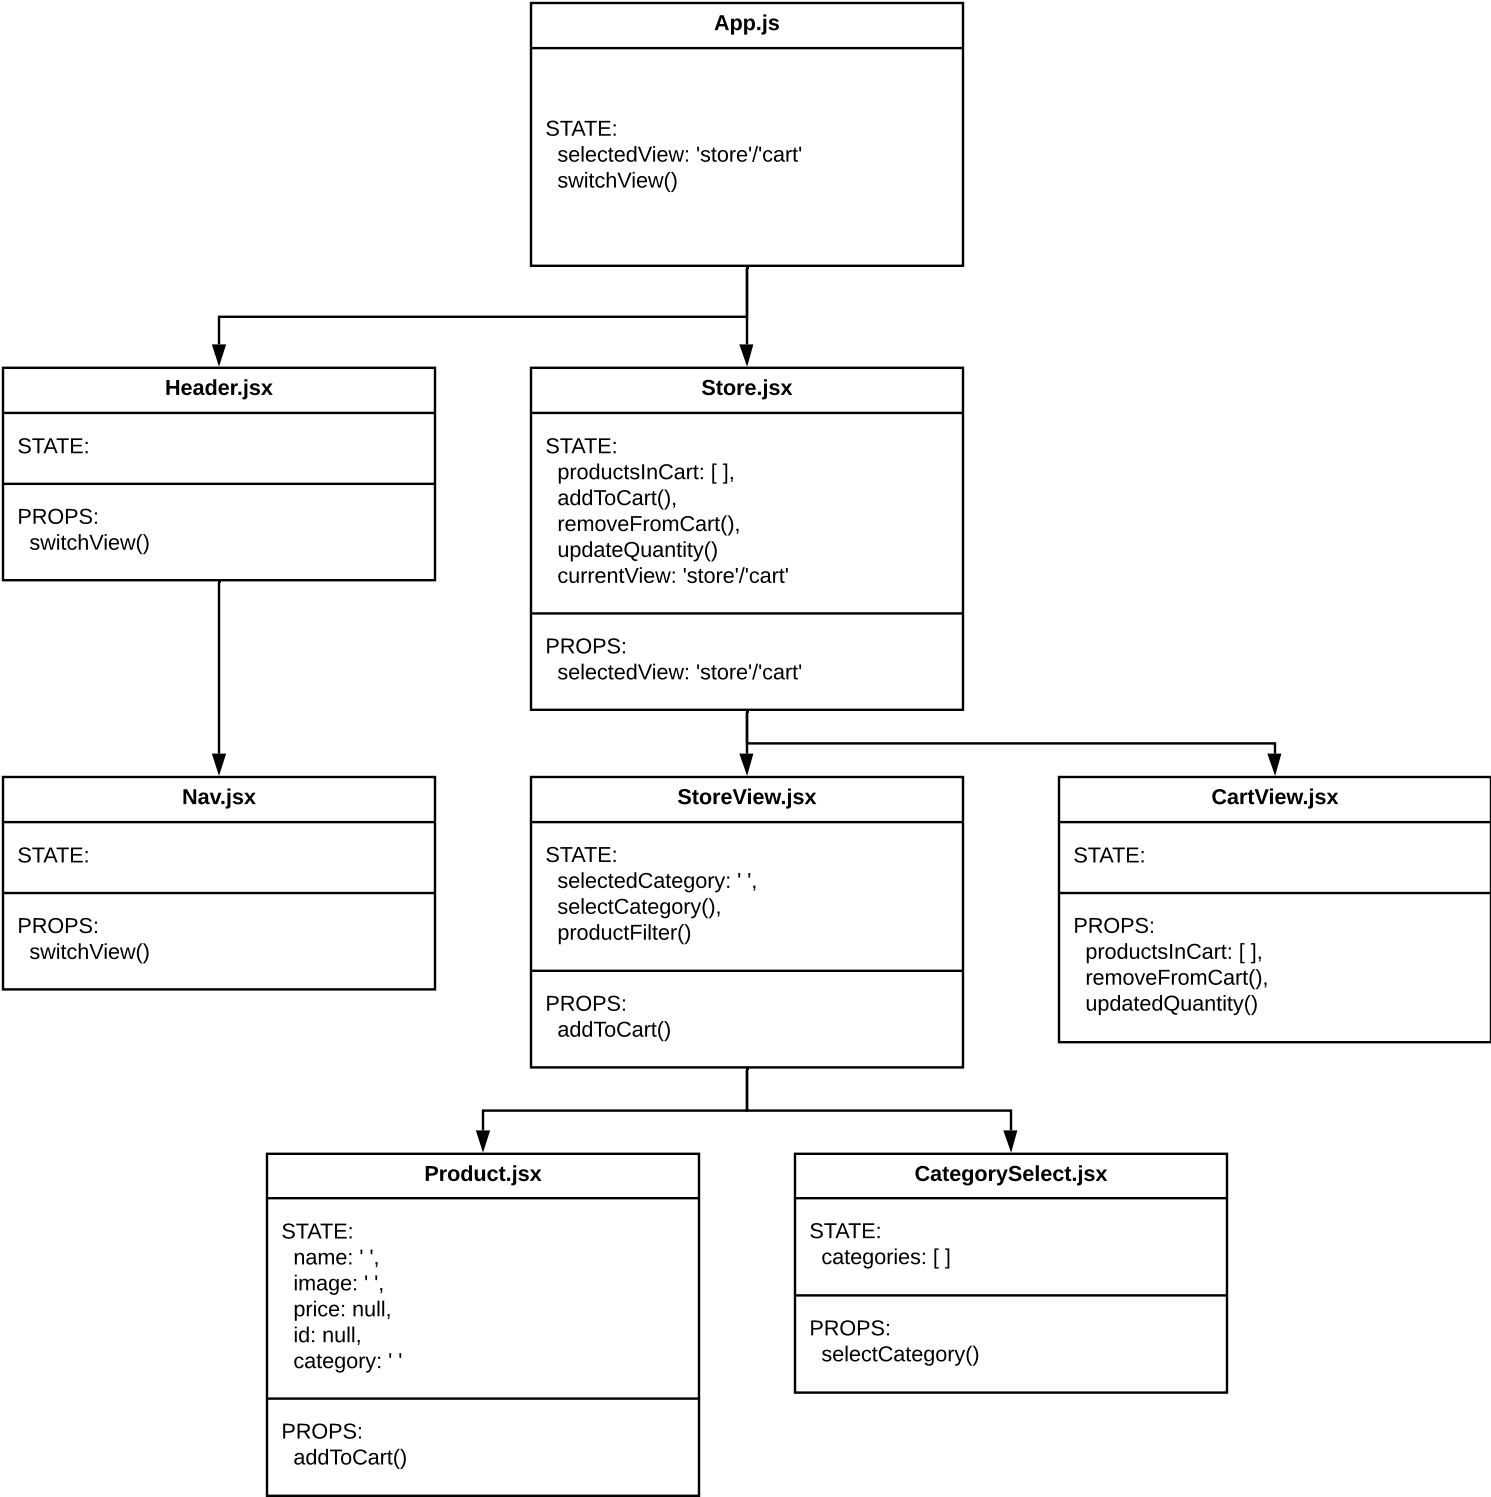 App.js
STATE:
selectedView: 'store'/'cart'
switchView()
Header.jsx
STATE:
PROPS:
switchView()
Store.jsx
STATE:
productsInCart: [ ],
addToCart(),
removeFromCart(),
updateQuantity()
currentView: 'store'/'cart'
PROPS:
selectedView: 'store'/'cart'
Nav.jsx
STATE:
PROPS:
switchView()
StoreView.jsx
STATE:
selectedCategory: ' ',
selectCategory(),
productFilter()
PROPS:
addToCart()
CartView.jsx
STATE:
PROPS:
productsInCart: [ ],
removeFromCart(),
updatedQuantity()
Product.jsx
STATE:
name: ' ',
image: ' ',
price: null,
id: null,
category: ' '
PROPS:
addToCart()
CategorySelect.jsx
STATE:
categories: [ ]
PROPS:
selectCategory()